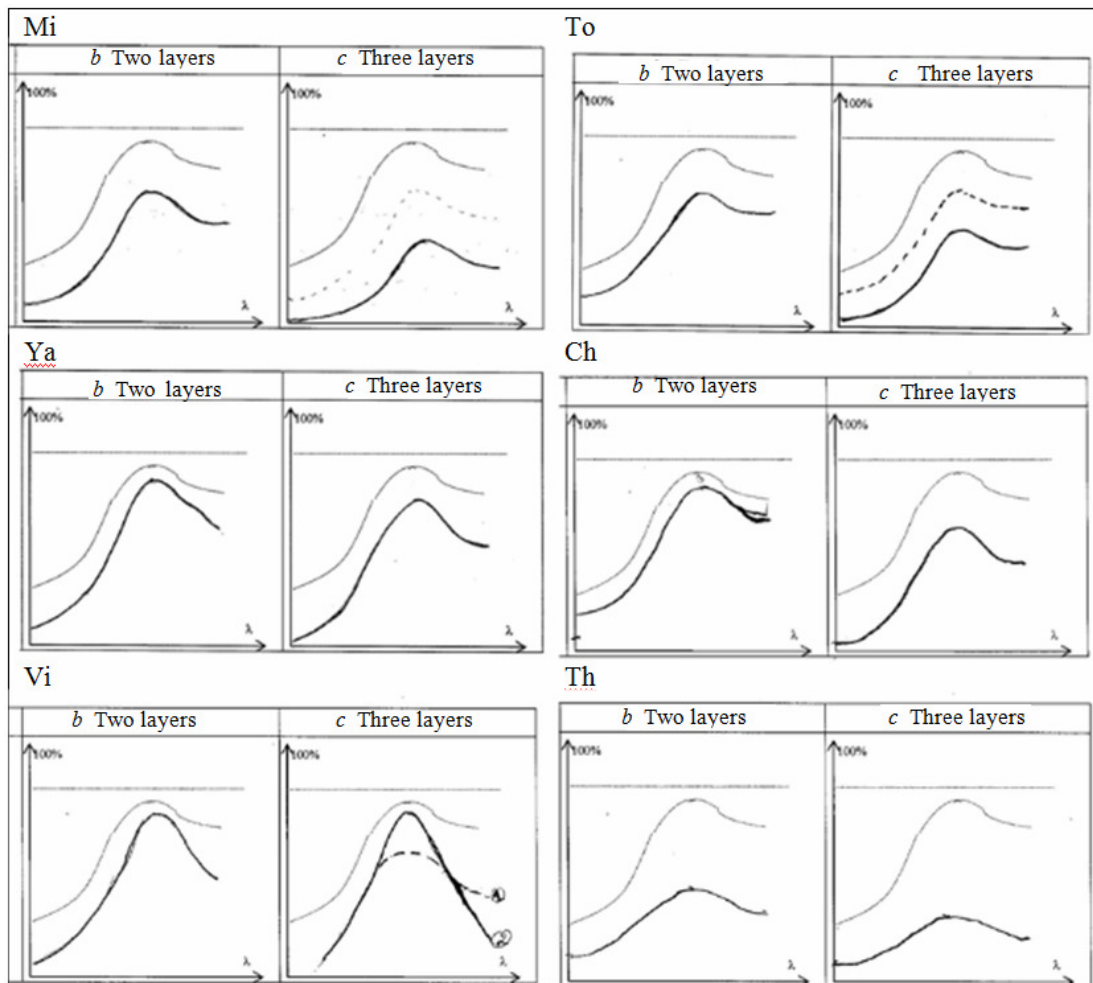 Mi
b Two layers
c Three layers
100%
100%
λ
λ
To
b Two layers
c Three layers
100%
100%
λ
λ
Ya
b Two layers
c Three layers
100%
100%
λ
λ
Ch
b Two layers
c Three layers
100%
100%
λ
λ
Vi
b Two layers
c Three layers
100%
100%
1
2
λ
λ
Th
b Two layers
c Three layers
100%
100%
λ
λ